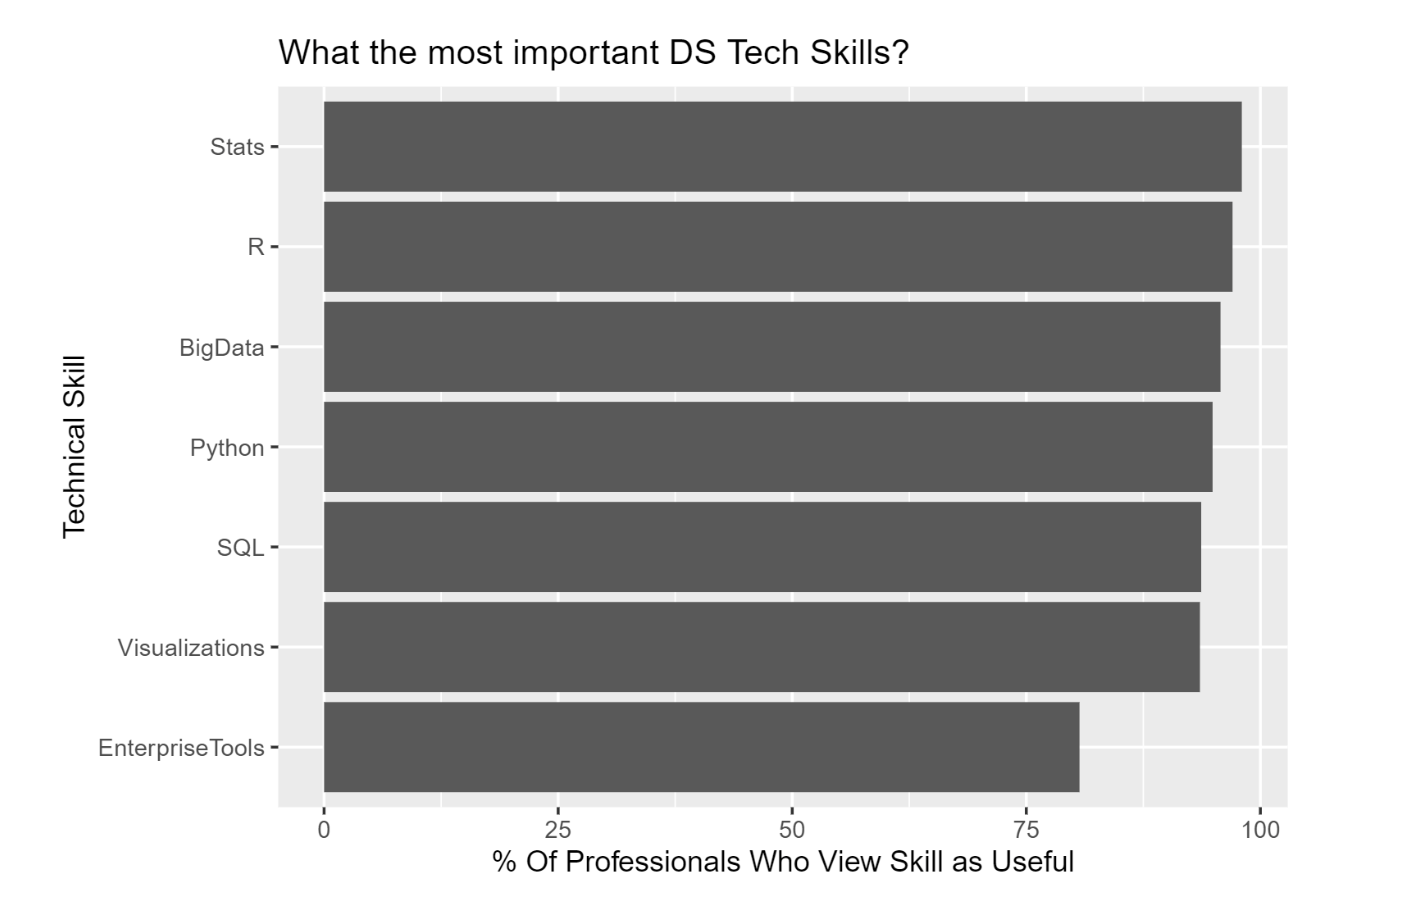 What the most important DS Tech Skills?
Technical Skill
Stats
R
BigData
Python
SQL
Visualizations
EnterpriseTools
0 25 50 75 100
% Of Professionals Who View Skill as Useful